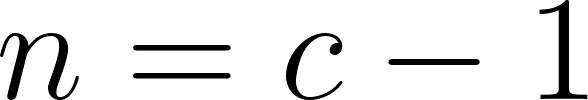 n = c − 1